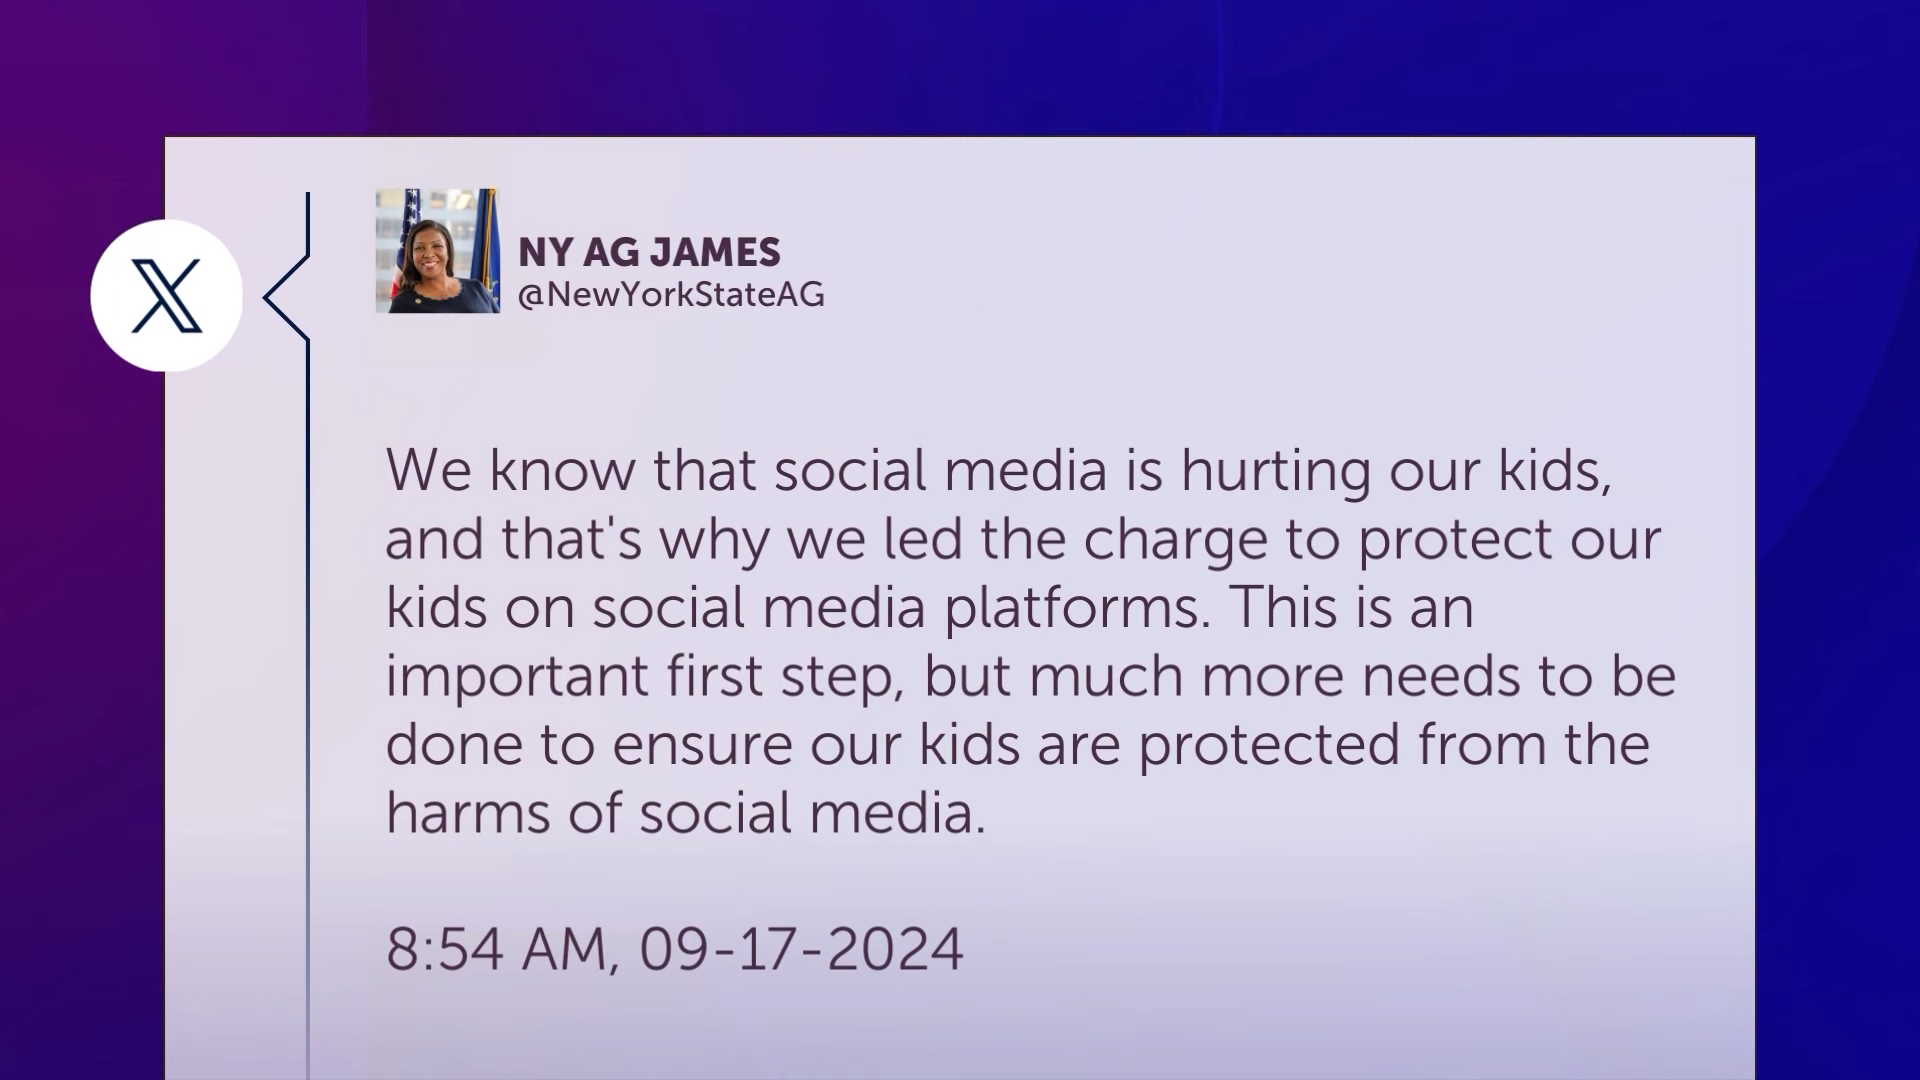 NY AG JAMES
@NewYorkStateAG
We know that social media is hurting our kids,
and that's why we led the charge to protect our
kids on social media platforms. This is an
important first step, but much more needs to be
done to ensure our kids are protected from the
harms of social media.
8:54 AM, 09-17-2024